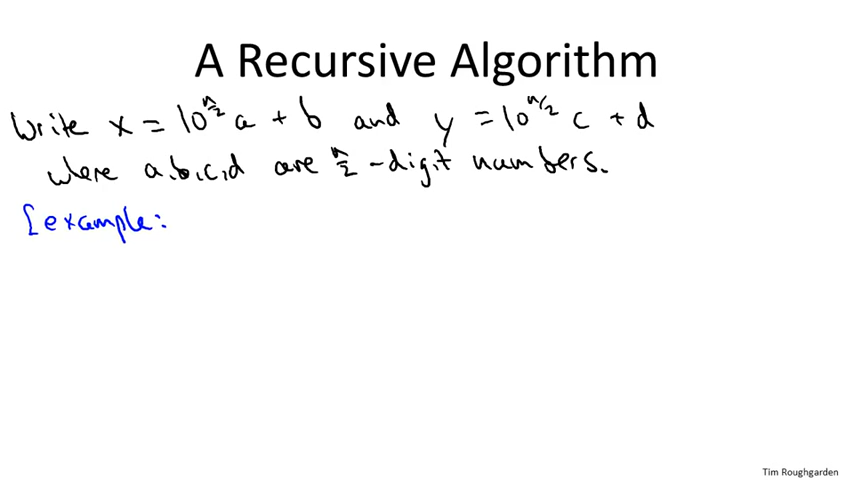 A Recursive Algorithm
Write x = 10^{n/2} a + b and y = 10^{n/2} c + d
where a,b,c,d are n/2-digit numbers.
[example:
Tim Roughgarden